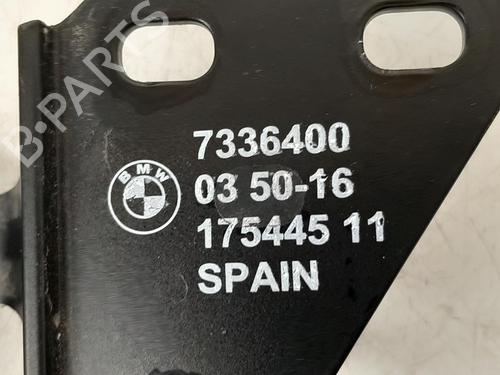 B-PARTS
BMW
7336400
03 50-16
175445 11
SPAIN